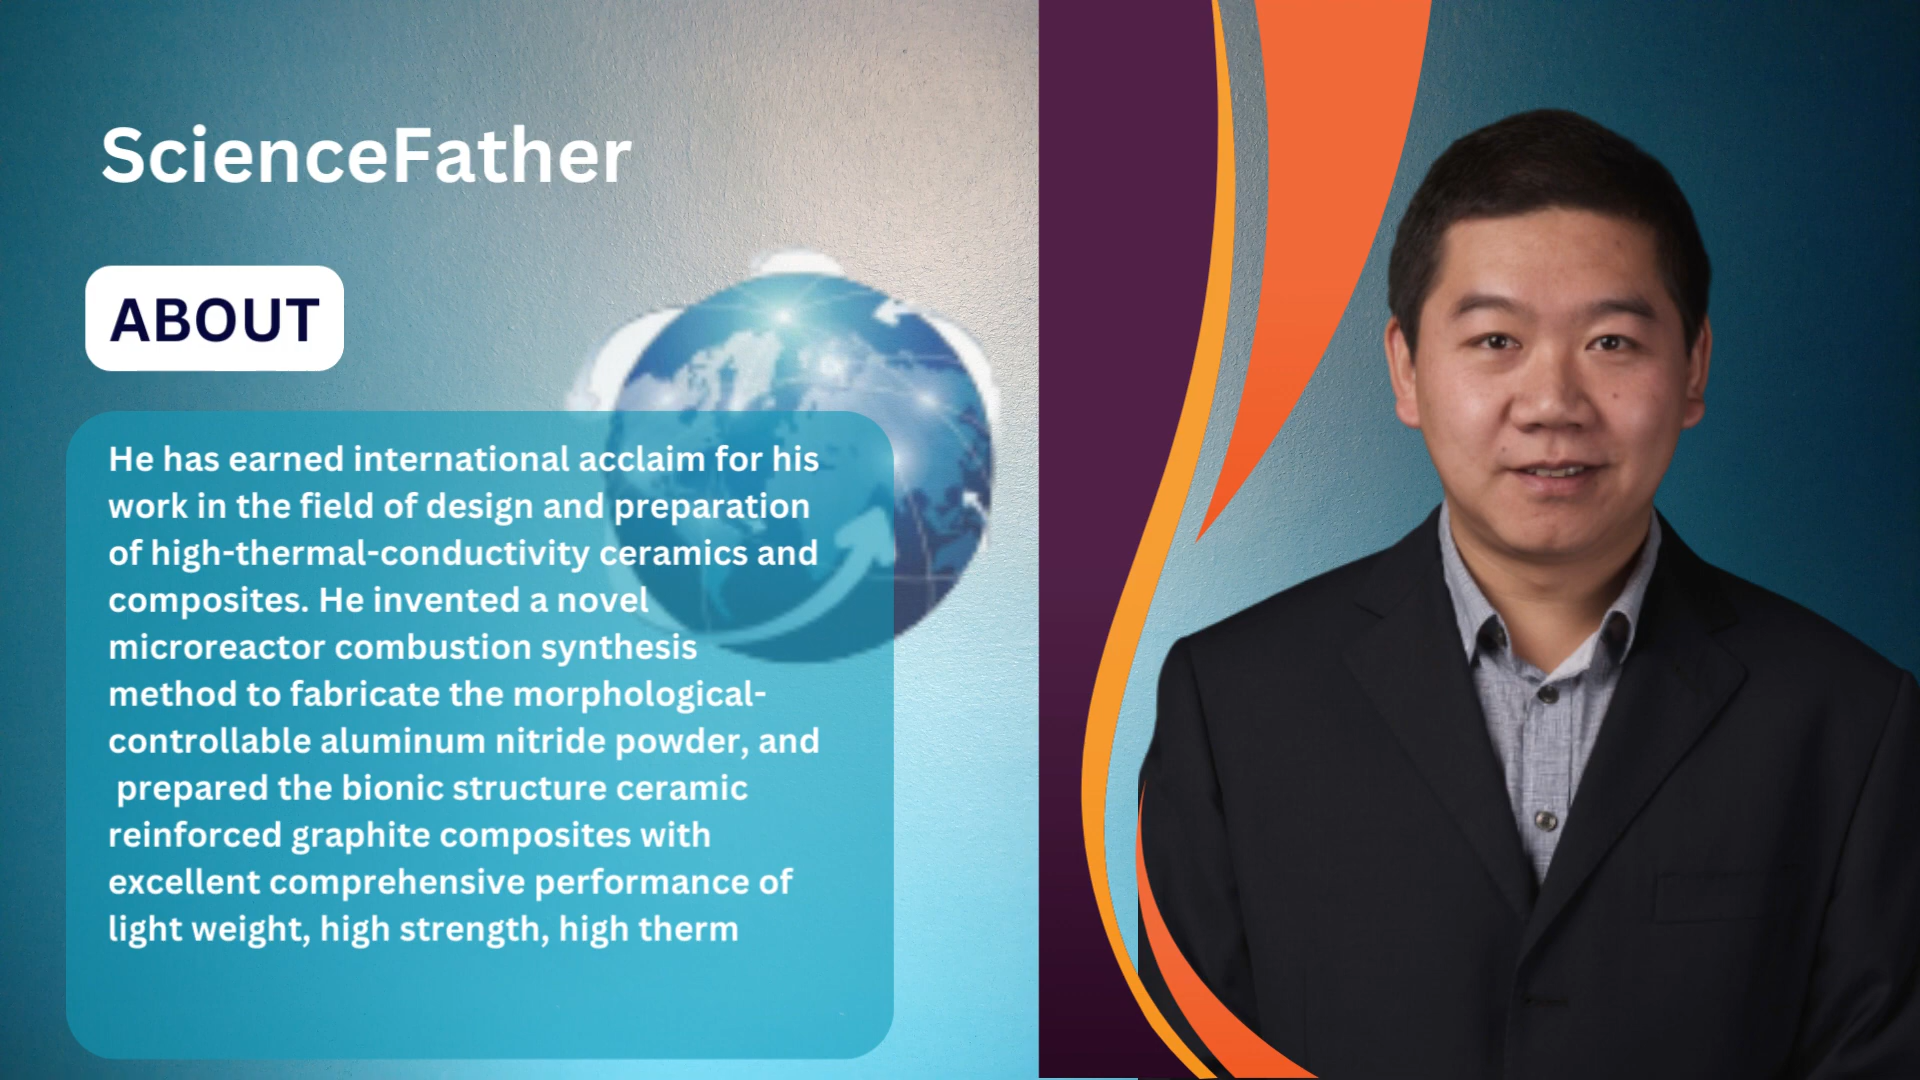 ScienceFather
ABOUT
He has earned international acclaim for his
work in the field of design and preparation
of high-thermal-conductivity ceramics and
composites. He invented a novel
microreactor combustion synthesis
method to fabricate the morphological-
controllable aluminum nitride powder, and
prepared the bionic structure ceramic
reinforced graphite composites with
excellent comprehensive performance of
light weight, high strength, high therm